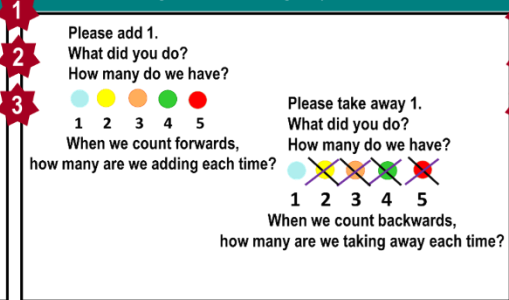 1
2
3
Please add 1.
What did you do?
How many do we have?
1 2 3 4 5
When we count forwards,
how many are we adding each time?
Please take away 1.
What did you do?
How many do we have?
1 2 3 4 5
When we count backwards,
how many are we taking away each time?